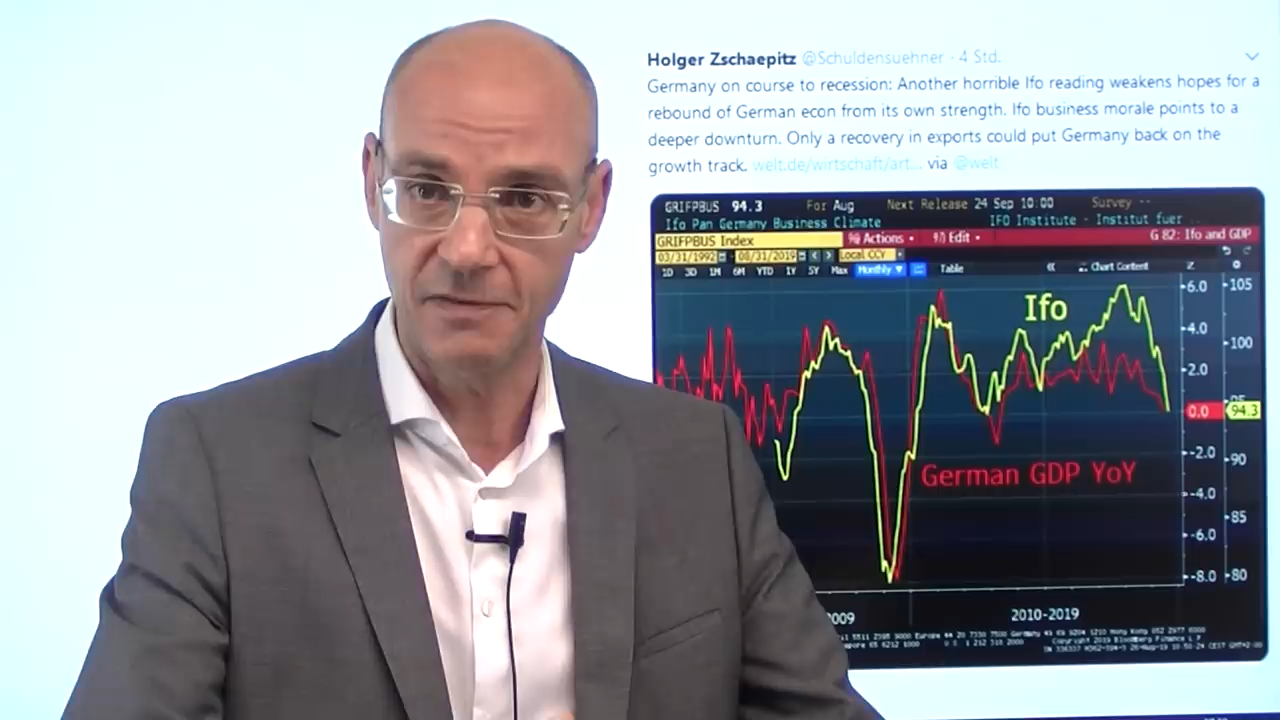 Holger Zschaepitz @Schuldensuehner · 4 Std.
Germany on course to recession: Another horrible Ifo reading weakens hopes for a
rebound of German econ from its own strength. Ifo business morale points to a
deeper downturn. Only a recovery in exports could put Germany back on the
growth track. welt.de/wirtschaft/art... via @welt
GRIFPBUS 94.3 For Aug Next Release 24 Sep 10:00 Survey --
Ifo Pan Germany Business Climate IFO Institute - Institut fuer
GRIFPBUS Index Actions Edit G 82: Ifo and GDP
03/31/1992 - 08/31/2019 Local CCY
1D 3D 1M 6M YTD 1Y 5Y Max Monthly Table Chart Content
6.0 105
Ifo
4.0 100
2.0
0.0 94.3
-2.0 90
German GDP YoY
-4.0 85
-6.0
-8.0 80
009 2010-2019